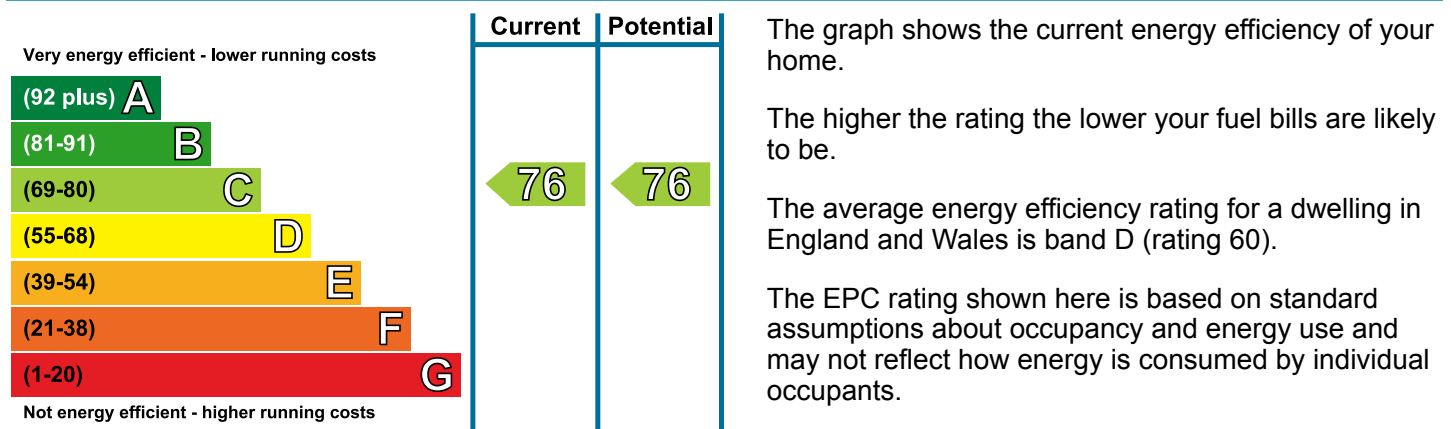 Current Potential
Very energy efficient - lower running costs
(92 plus) A
(81-91) B
(69-80) C
76 76
(55-68) D
(39-54) E
(21-38) F
(1-20) G
Not energy efficient - higher running costs
The graph shows the current energy efficiency of your
home.
The higher the rating the lower your fuel bills are likely
to be.
The average energy efficiency rating for a dwelling in
England and Wales is band D (rating 60).
The EPC rating shown here is based on standard
assumptions about occupancy and energy use and
may not reflect how energy is consumed by individual
occupants.